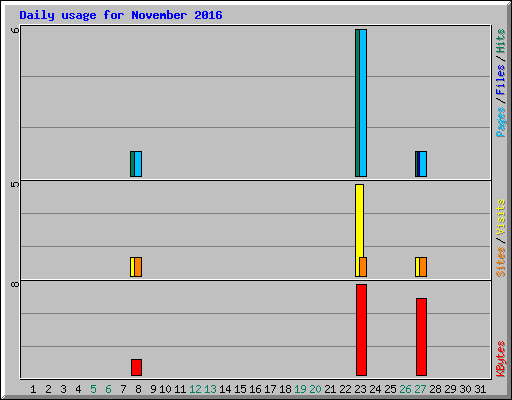 Daily usage for November 2016
6
5
8
Pages / Files / Hits
Sites / Visits
KBytes
1 2 3 4 5 6 7 8 9 10 11 12 13 14 15 16 17 18 19 20 21 22 23 24 25 26 27 28 29 30 31